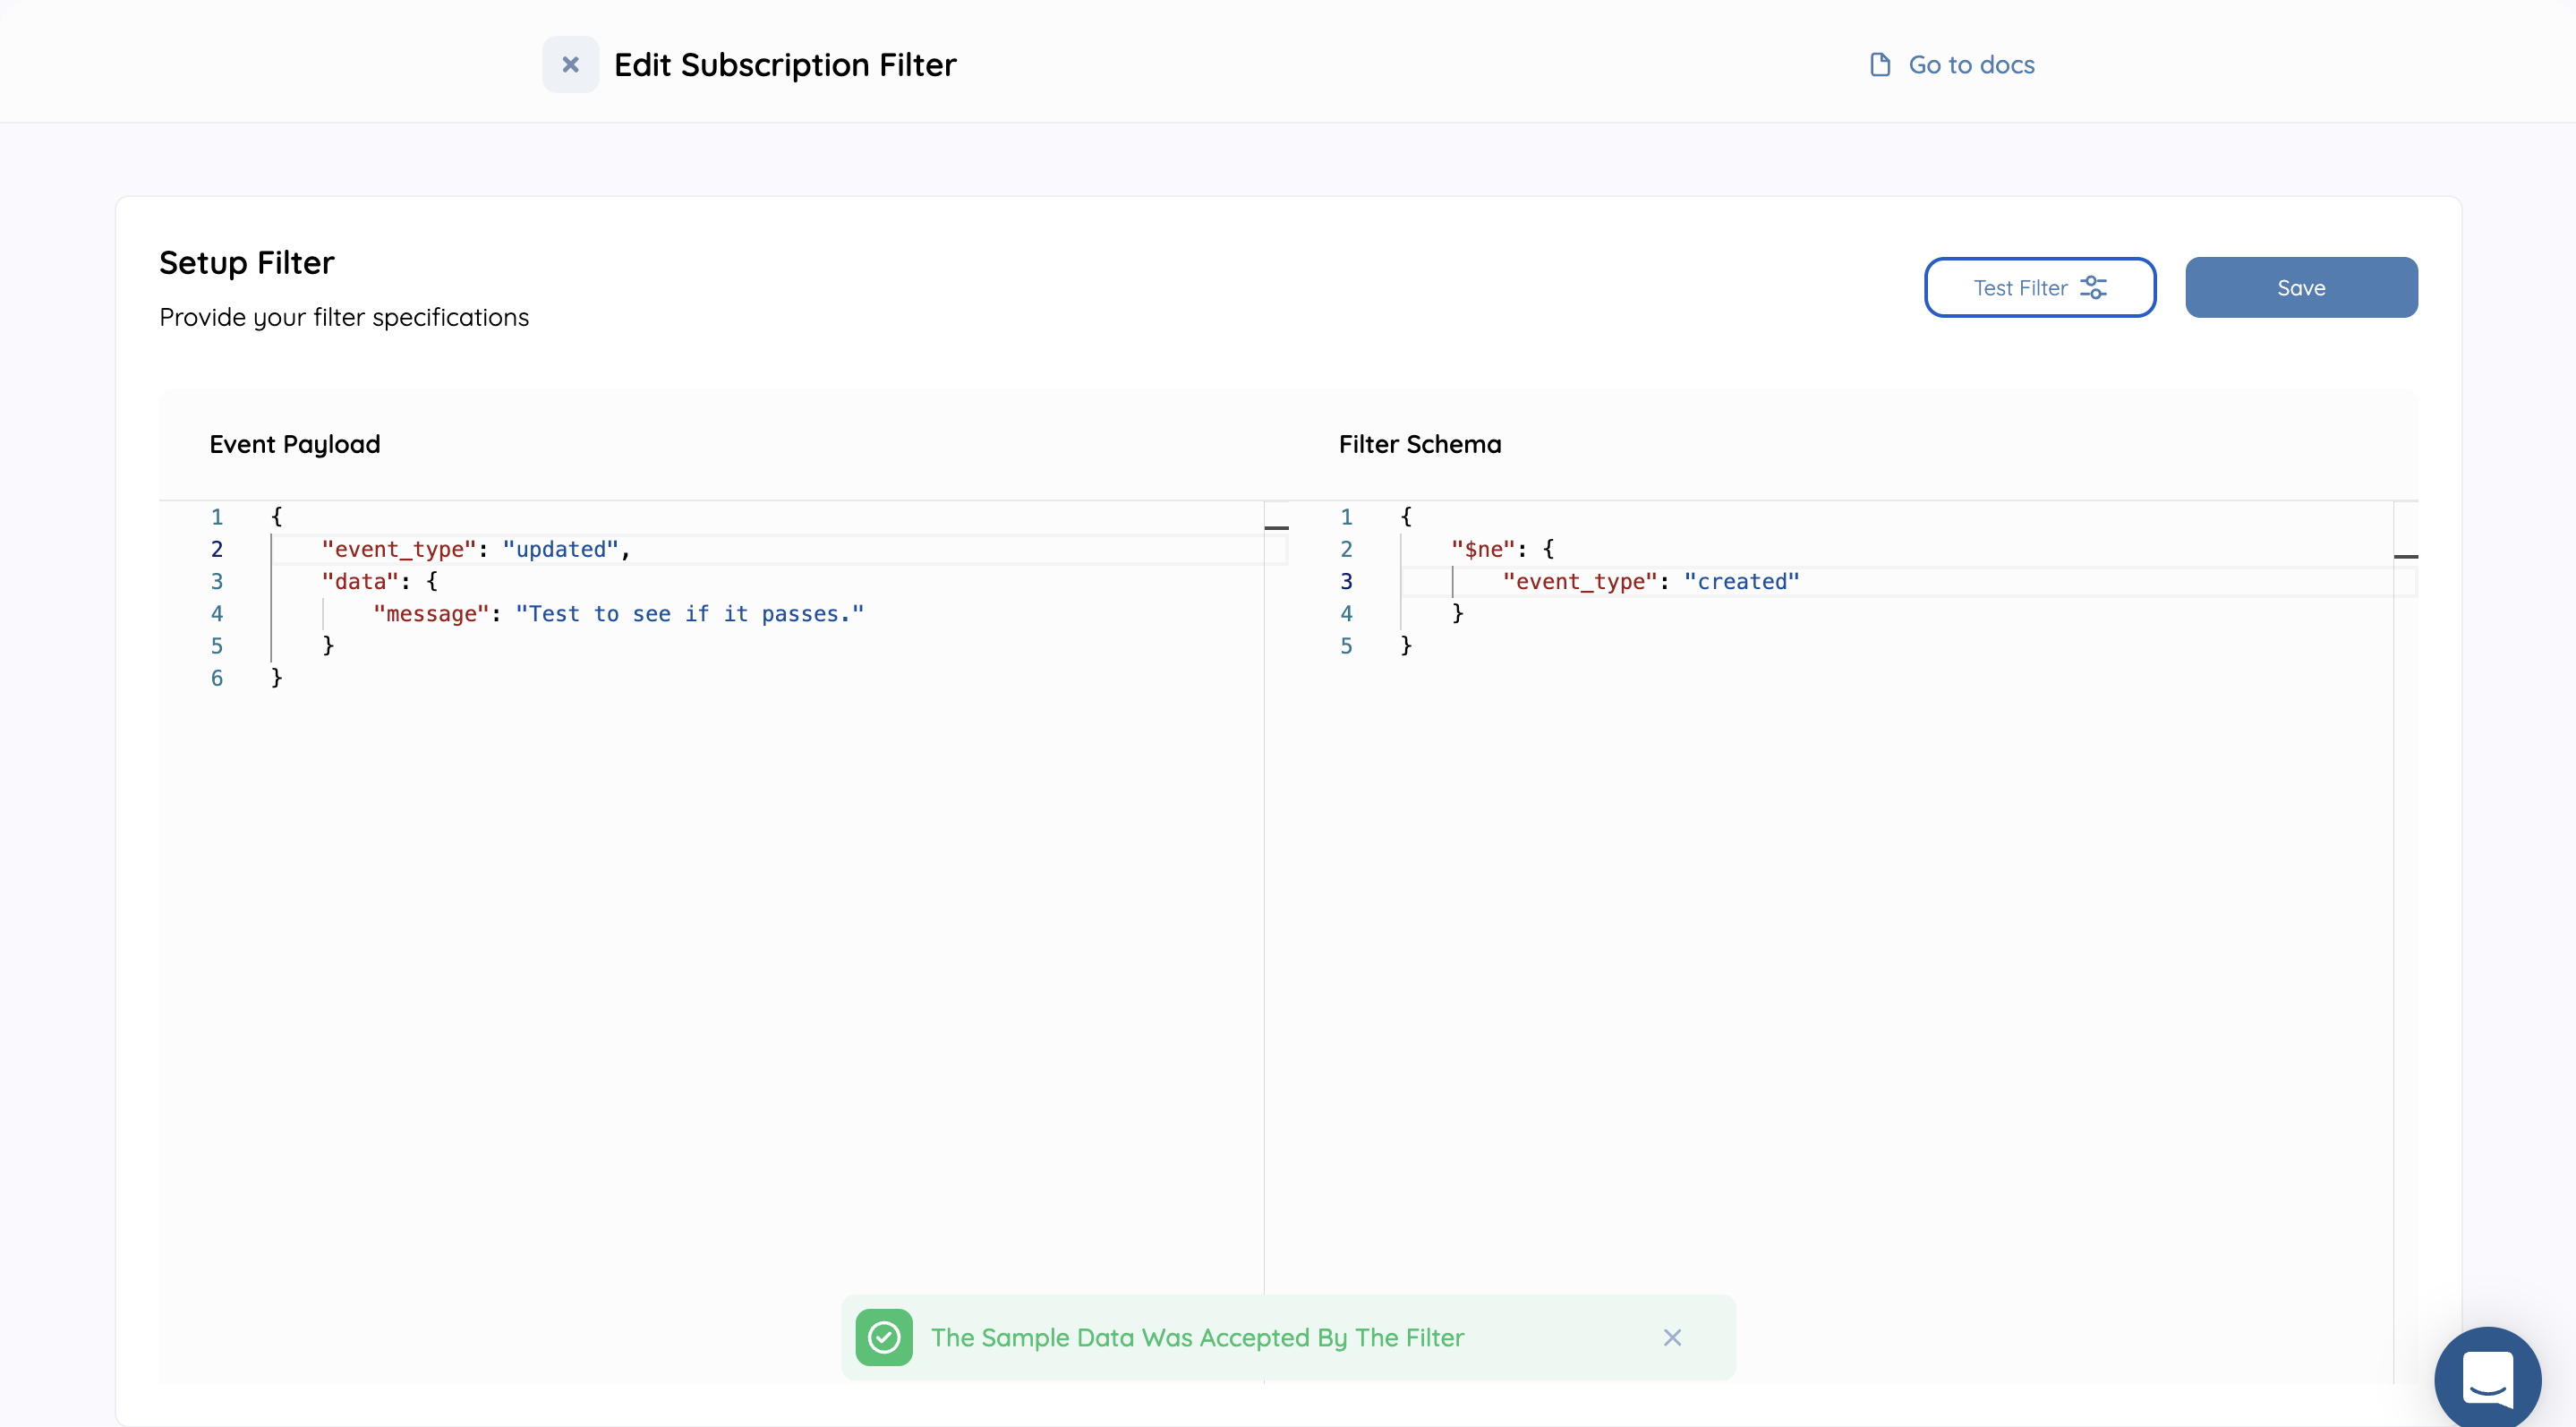 Edit Subscription Filter
Go to docs
Setup Filter
Provide your filter specifications
Test Filter
Save
Event Payload
1 {
2 "event_type": "updated",
3 "data": {
4 "message": "Test to see if it passes."
5 }
6 }
Filter Schema
1 {
2 "$ne": {
3 "event_type": "created"
4 }
5 }
The Sample Data Was Accepted By The Filter